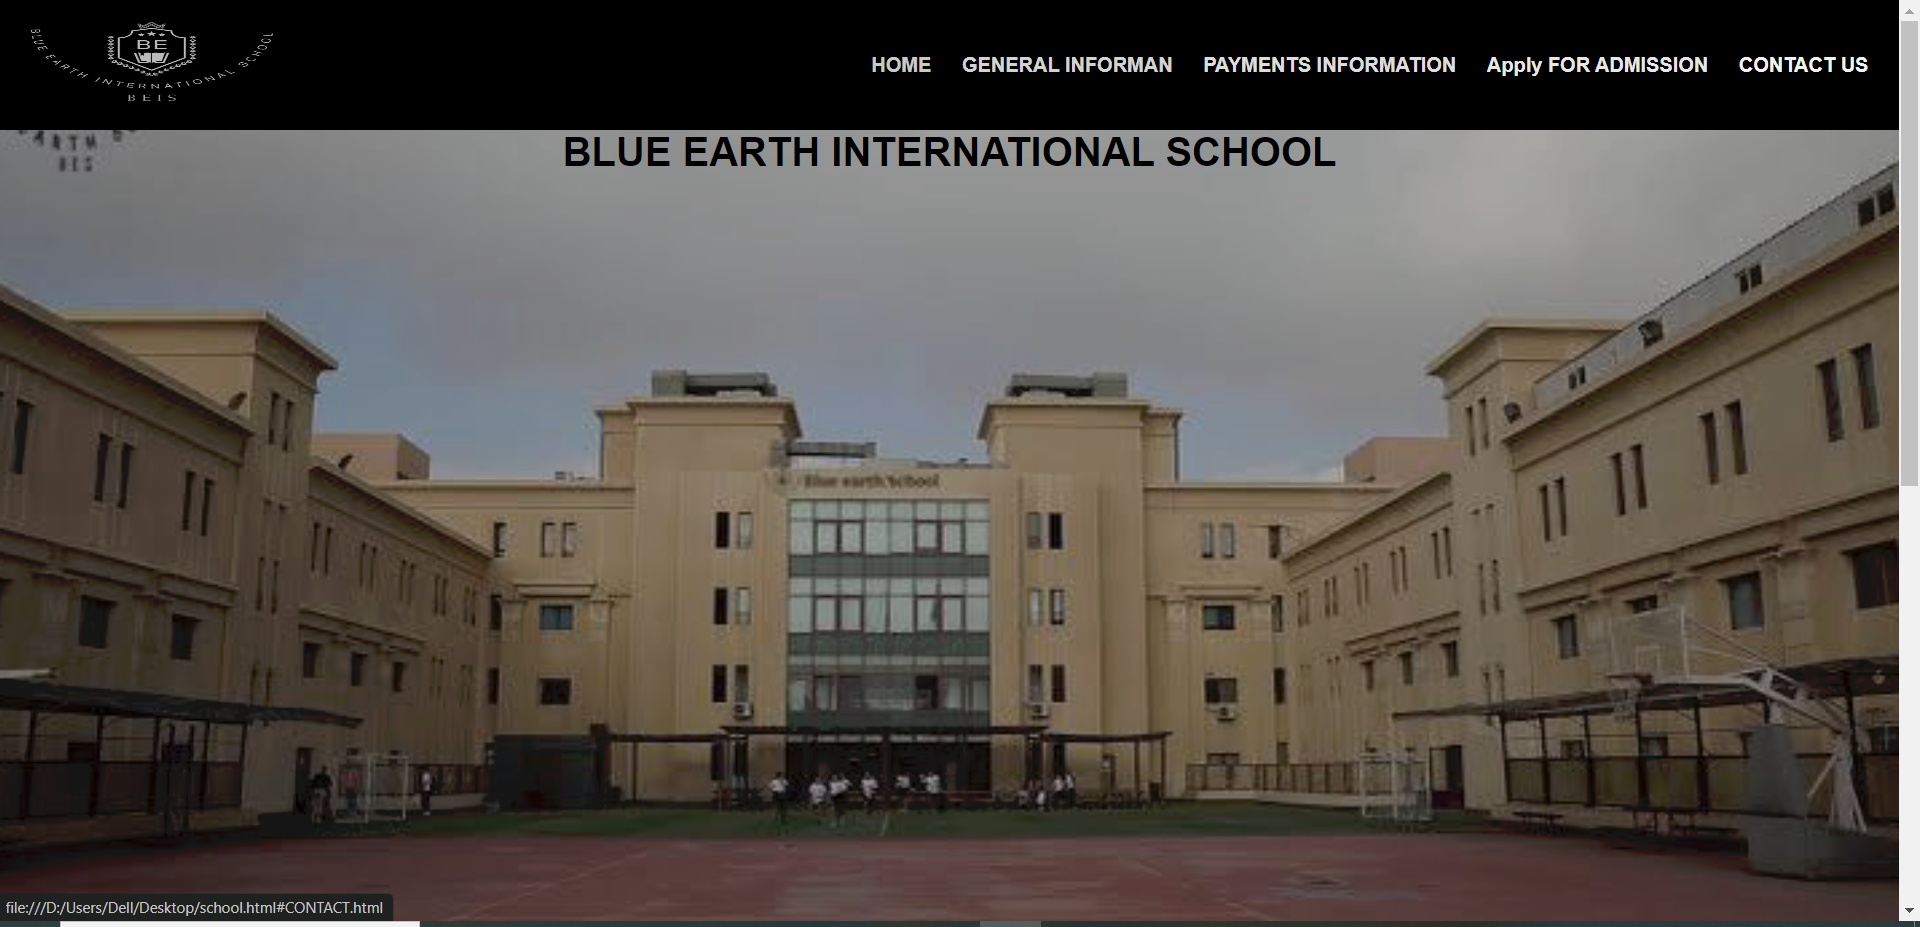 BE
BLUE EARTH INTERNATIONAL SCHOOL
BEIS
HOME
GENERAL INFORMAN
PAYMENTS INFORMATION
Apply FOR ADMISSION
CONTACT US
BLUE EARTH INTERNATIONAL SCHOOL
Blue earth School
file:///D:/Users/Dell/Desktop/school.html#CONTACT.html